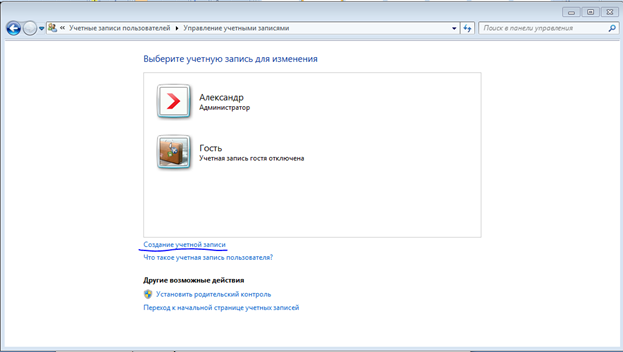 « Учетные записи пользователей ▸ Управление учетными записями
Поиск в панели управления
Выберите учетную запись для изменения
Александр
Администратор
Гость
Учетная запись гостя отключена
Создание учетной записи
Что такое учетная запись пользователя?
Другие возможные действия
Установить родительский контроль
Переход к начальной странице учетных записей